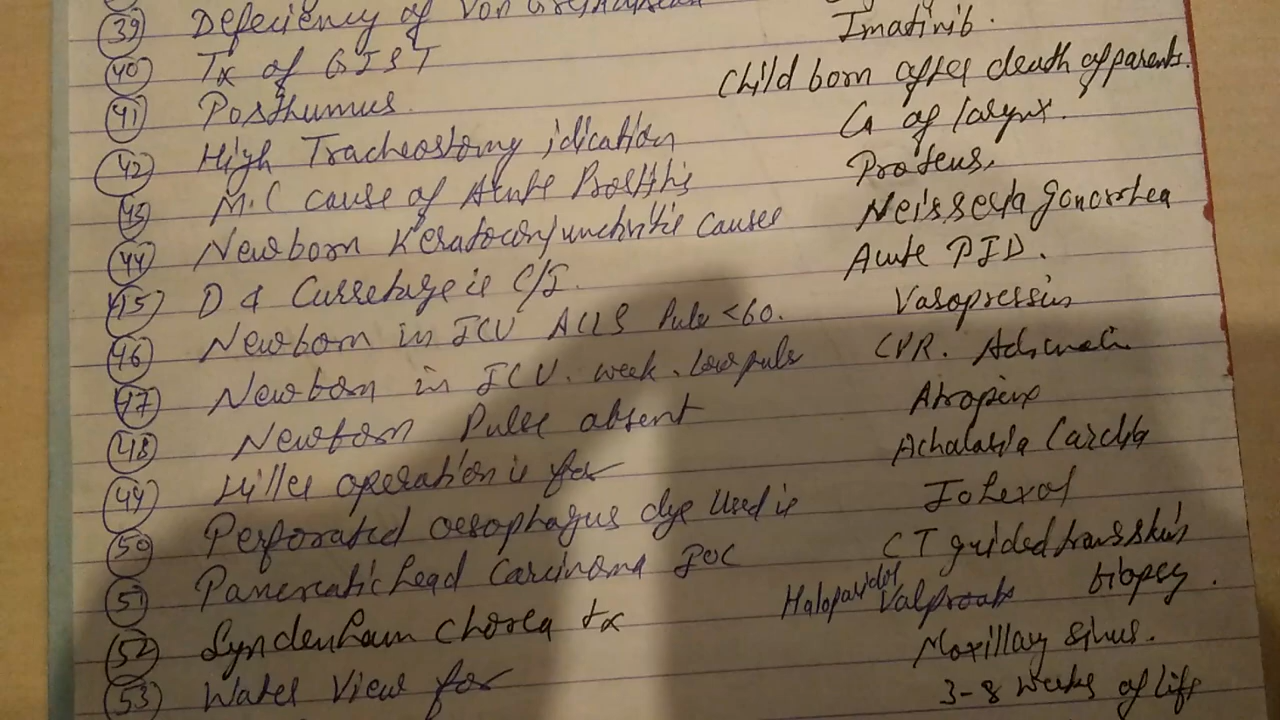 39 Deficiency of Von
40 Tx of GIST Imatinib.
41 Posthumus Child born after death of parents.
42 High Tracheostomy idication Ca of larynx.
43 M.C cause of Acute Prostitis Proteus.
44 Newborn Keratoconjunctivitis causes Neisseria gonorrhea
45 D & Curretage is C/I. Acute PID.
46 Newborn in ICU ACLS Pulse <60. Vasopressin
47 Newborn in ICU. week. low pulse CPR.
48 Newborn Pulse absent Atropine
49 Hiller operation is for Achalasia Cardia
50 Perforated oesophagus dye used is Iohexol
51 Pancreatic head Carcinoma IOC CT guided trans skin
biopsy.
52 Syndenham chorea tx Haloparidol Valproate
53 Water View for Maxillary sinus.
3-8 weeks of life